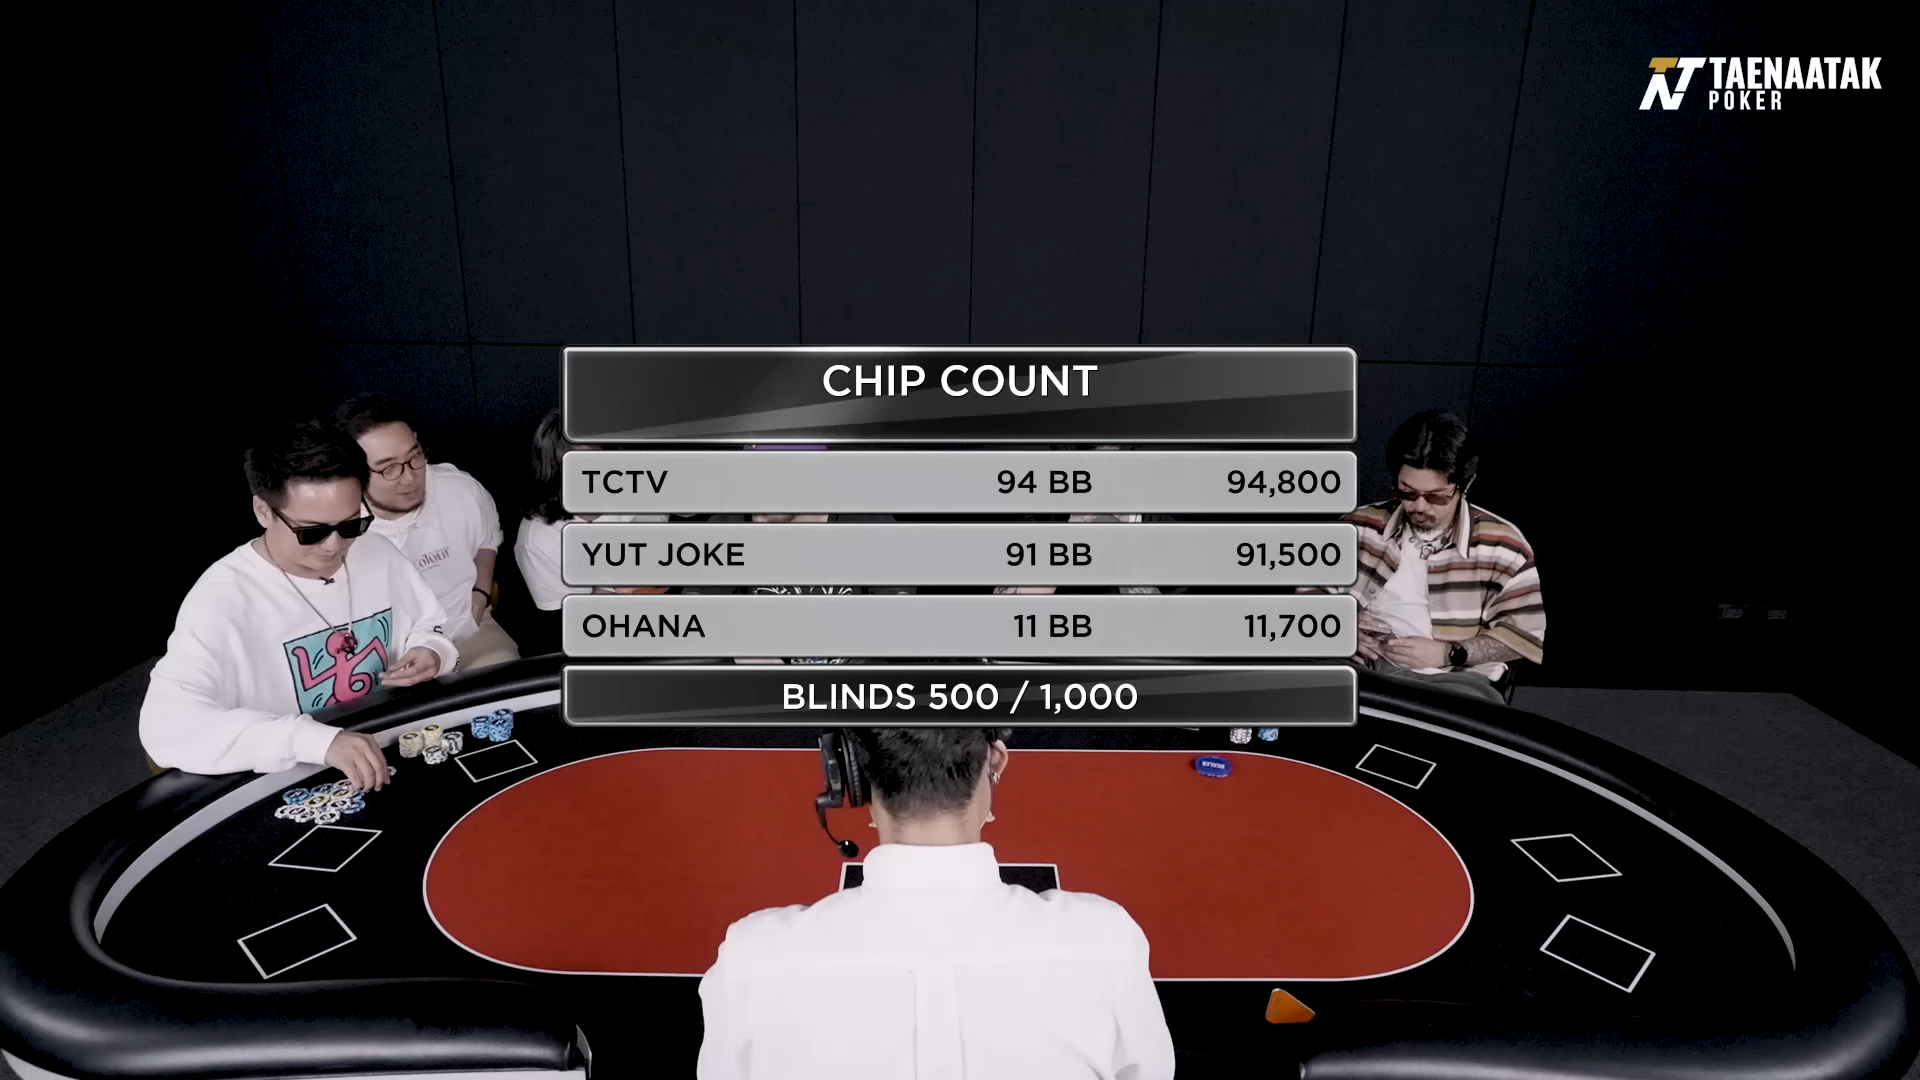 TAENAATAK
POKER
CHIP COUNT
TCTV 94 BB 94,800
YUT JOKE 91 BB 91,500
OHANA 11 BB 11,700
BLINDS 500 / 1,000
DEALER